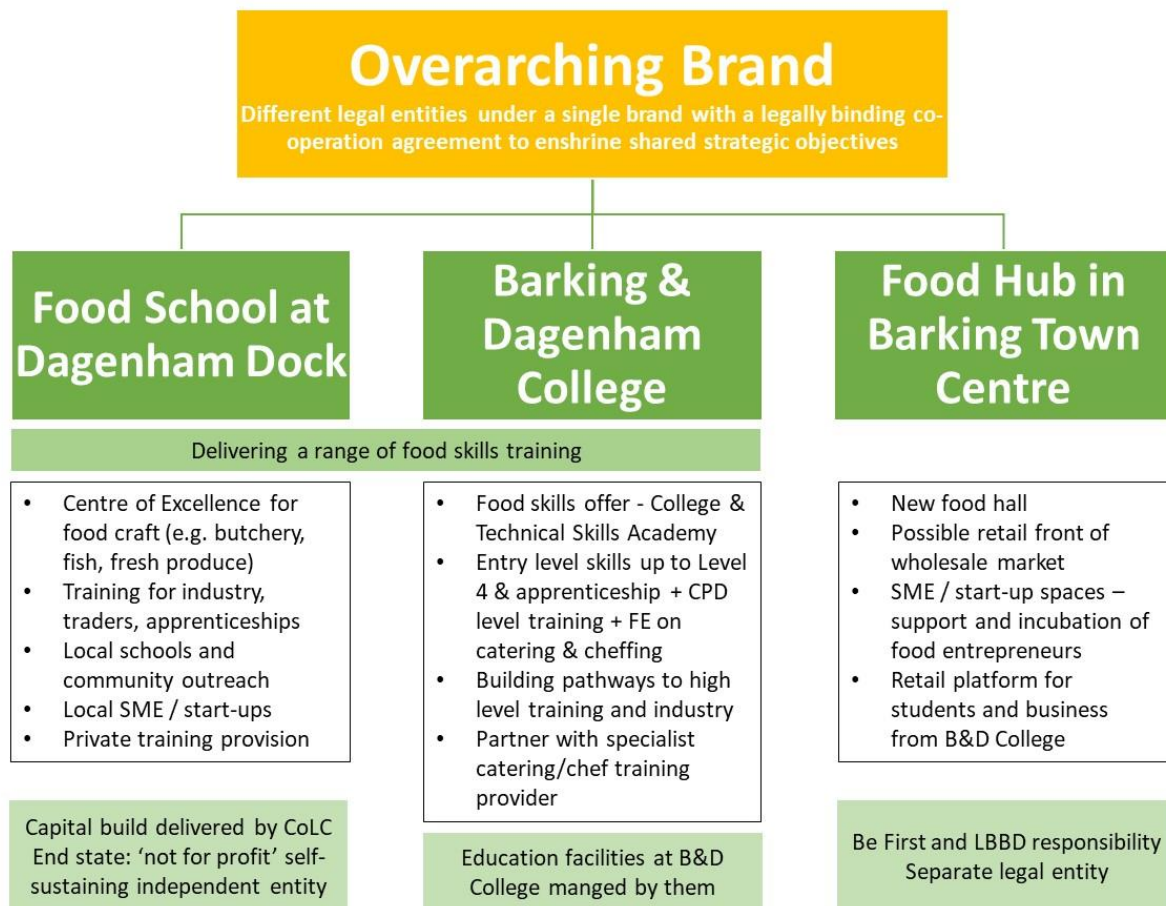 Overarching Brand
Different legal entities under a single brand with a legally binding co-
operation agreement to enshrine shared strategic objectives
Food School at
Dagenham Dock
Barking &
Dagenham
College
Food Hub in
Barking Town
Centre
Delivering a range of food skills training
• Centre of Excellence for
food craft (e.g. butchery,
fish, fresh produce)
• Training for industry,
traders, apprenticeships
• Local schools and
community outreach
• Local SME / start-ups
• Private training provision
• Food skills offer - College &
Technical Skills Academy
• Entry level skills up to Level
4 & apprenticeship + CPD
level training + FE on
catering & cheffing
• Building pathways to high
level training and industry
• Partner with specialist
catering/chef training
provider
• New food hall
• Possible retail front of
wholesale market
• SME / start-up spaces –
support and incubation of
food entrepreneurs
• Retail platform for
students and business
from B&D College
Capital build delivered by CoLC
End state: ‘not for profit’ self-
sustaining independent entity
Education facilities at B&D
College manged by them
Be First and LBBD responsibility
Separate legal entity